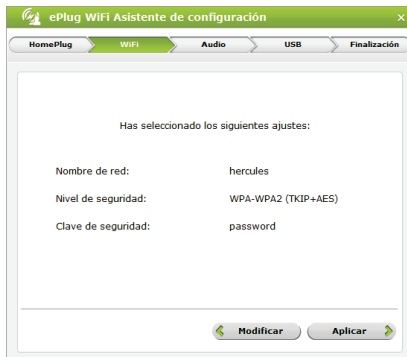 ePlug WiFi Asistente de configuración
HomePlug WiFi Audio USB Finalización
Has seleccionado los siguientes ajustes:
Nombre de red: hercules
Nivel de seguridad: WPA-WPA2 (TKIP+AES)
Clave de seguridad: password
Modificar Aplicar